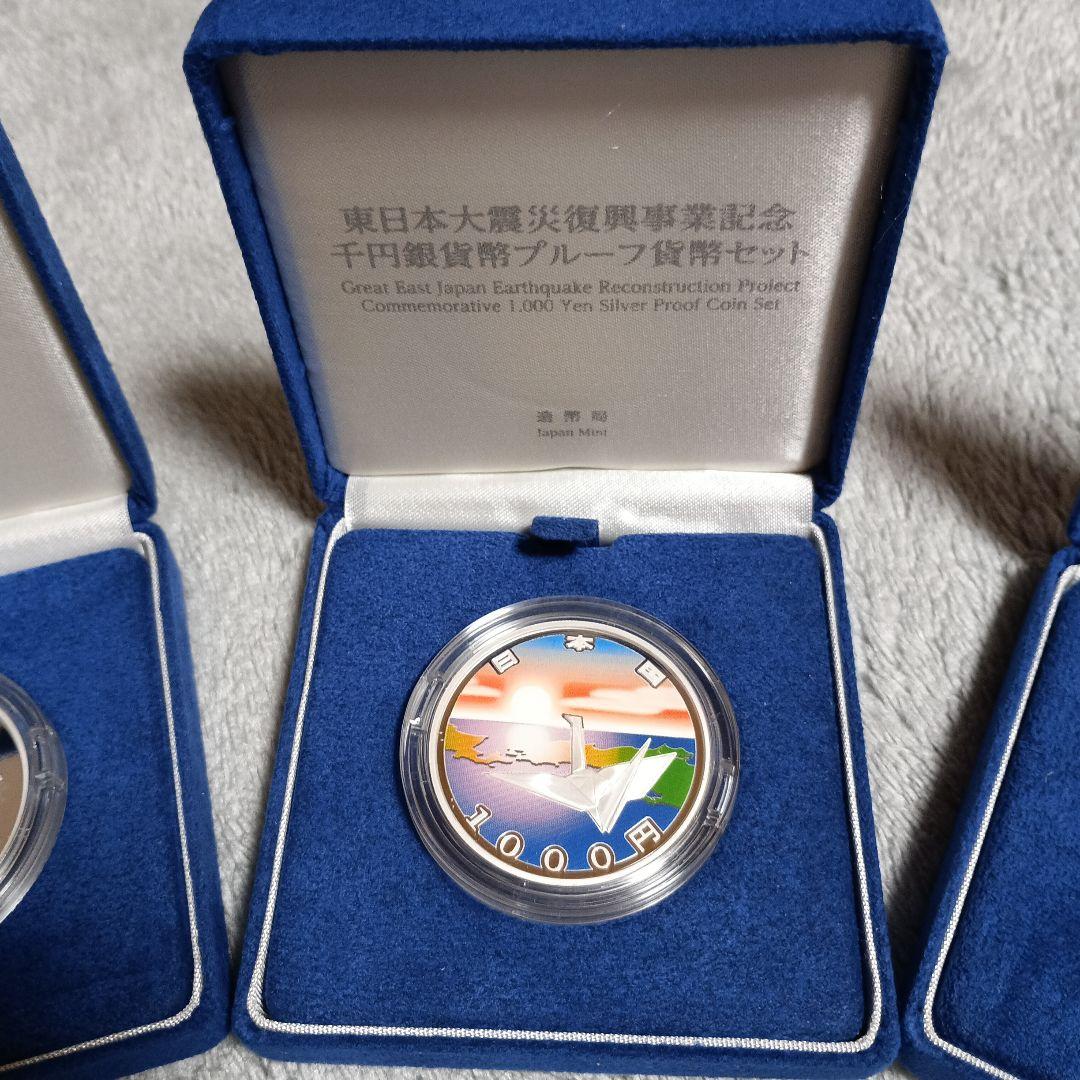 東日本大震災復興事業記念
千円銀貨幣プルーフ貨幣セット
Great East Japan Earthquake Reconstruction Project
Commemorative 1,000 Yen Silver Proof Coin Set
造幣局
Japan Mint
日本国
1000円